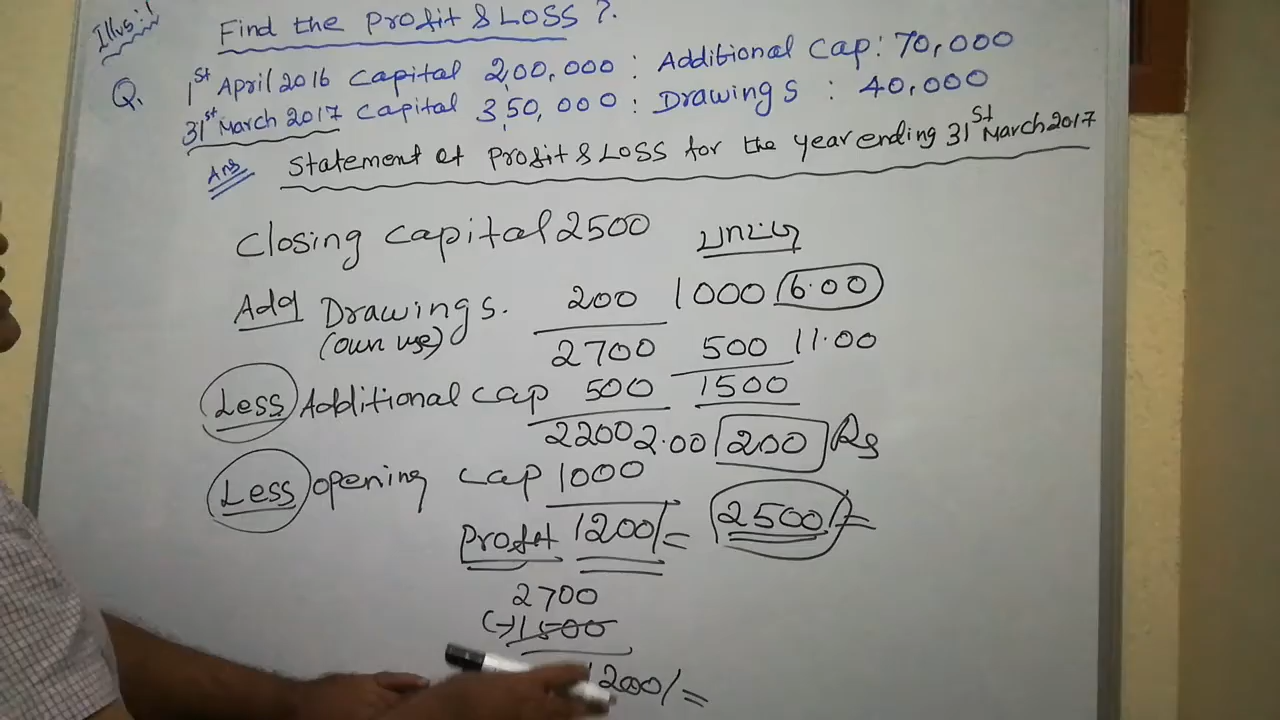 Illus:1
Find the Profit & LOSS ?.
Q. 1st April 2016 Capital 2,00,000 : Additional Cap: 70,000
31st March 2017 Capital 3,50,000 : Drawings : 40,000
Ans Statement of Profit & LOSS for the year ending 31st March 2017
Closing Capital 2500 பாட்டி
Add Drawings. 200 1000 6.00
(own use) 2700 500 11.00
Less Additional Cap 500 1500
2200 2.00 200 Rs
Less opening Cap 1000
Profit 1200/= 2500/=
2700
(-) 1500
1200/=